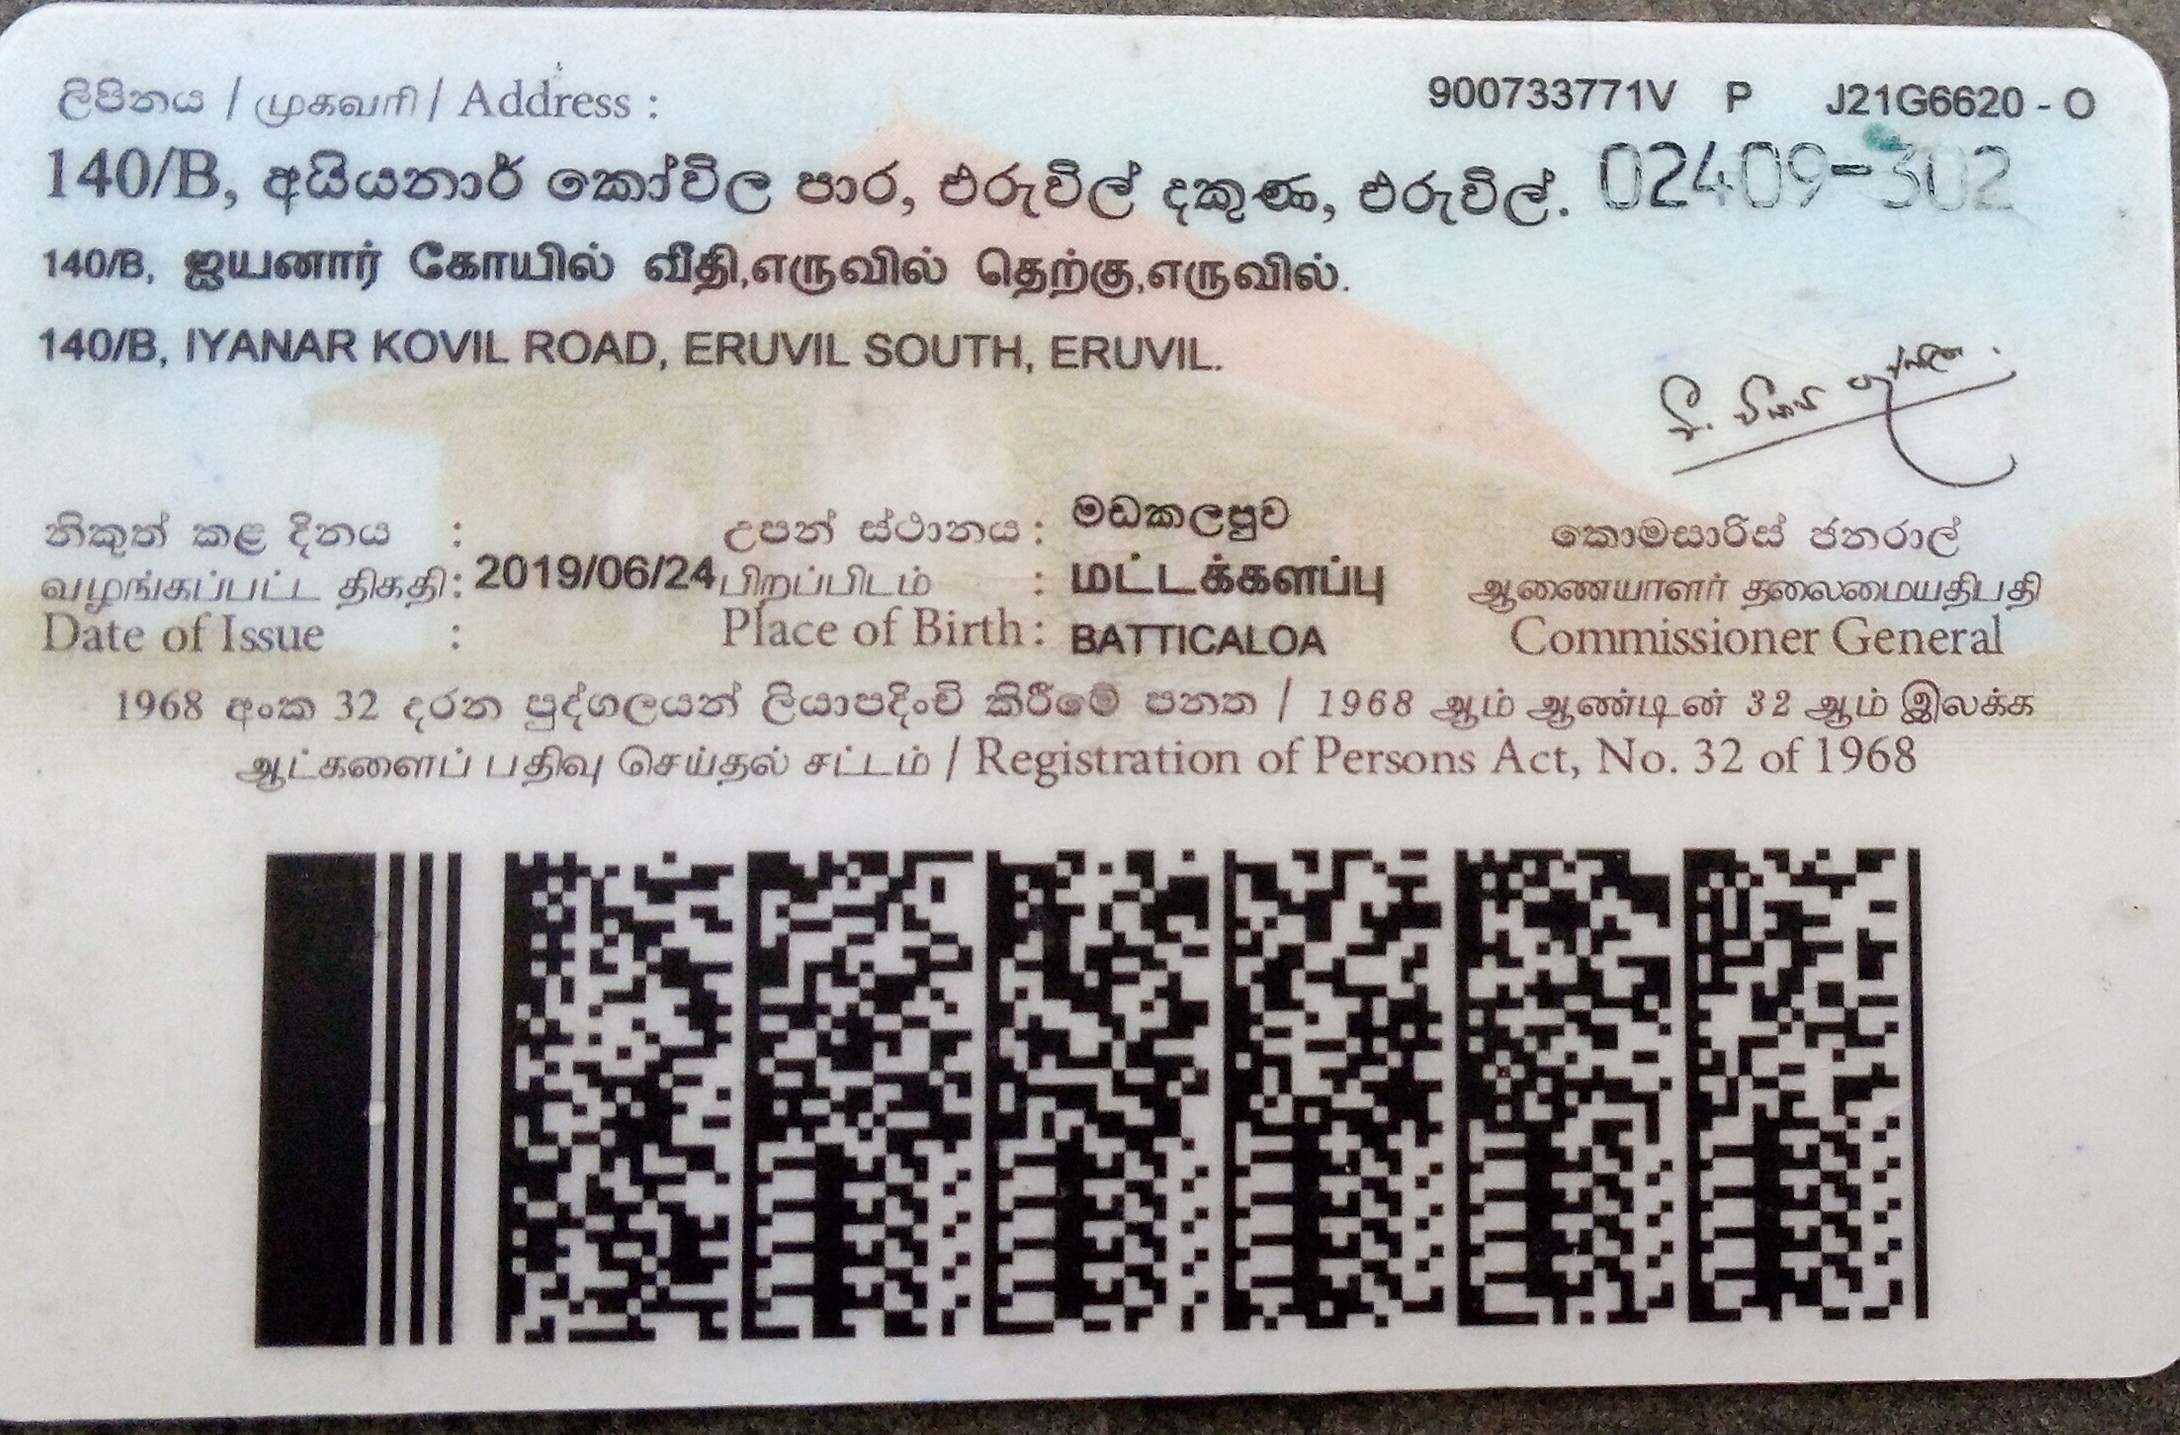 ලිපිනය / முகவரி / Address :
900733771V P J21G6620 - O
140/B, අයියනාර් කෝවිල පාර, එරුවිල් දකුණ, එරුවිල්. 02409-302
140/B, ஐயனார் கோயில் வீதி,எருவில் தெற்கு,எருவில்.
140/B, IYANAR KOVIL ROAD, ERUVIL SOUTH, ERUVIL.
නිකුත් කළ දිනය :
வழங்கப்பட்ட திகதி : 2019/06/24
Date of Issue :
උපන් ස්ථානය : මඩකලපුව
பிறப்பிடம் : மட்டக்களப்பு
Place of Birth : BATTICALOA
කොමසාරිස් ජනරාල්
ஆணையாளர் தலைமையதிபதி
Commissioner General
1968 අංක 32 දරන පුද්ගලයන් ලියාපදිංචි කිරීමේ පනත / 1968 ஆம் ஆண்டின் 32 ஆம் இலக்க
ஆட்களைப் பதிவு செய்தல் சட்டம் / Registration of Persons Act, No. 32 of 1968